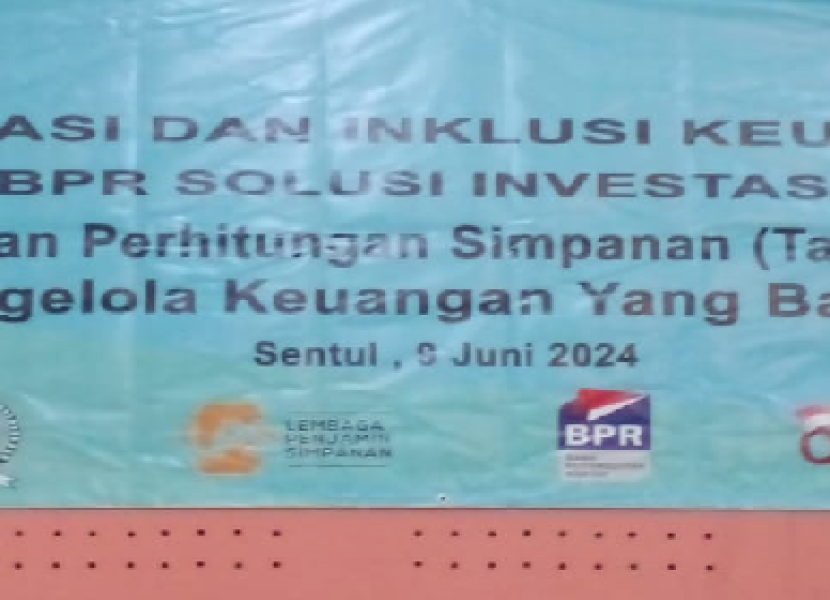 ASI DAN INKLUSI KEU
BPR SOLUSI INVESTAS
an Perhitungan Simpanan (Ta
gelola Keuangan Yang Ba
Sentul , 9 Juni 2024
LEMBAGA
PENJAMIN
SIMPANAN
BPR